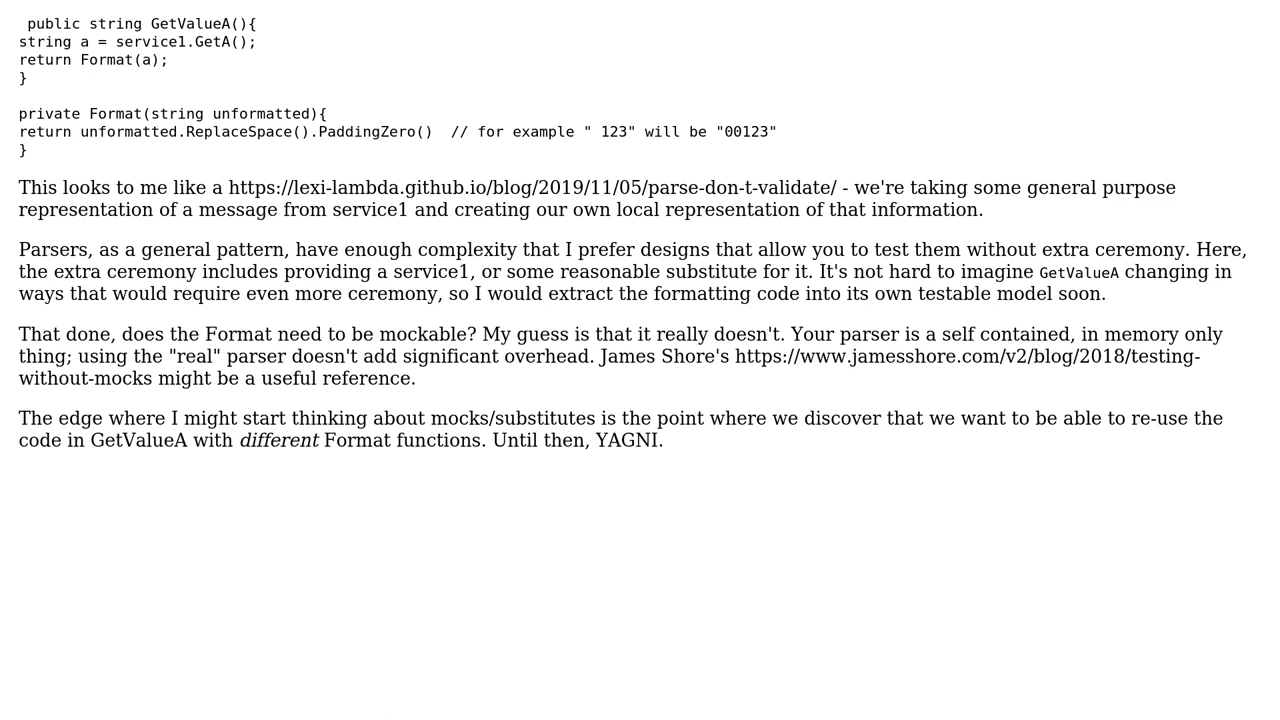 public string GetValueA(){
string a = service1.GetA();
return Format(a);
}
private Format(string unformatted){
return unformatted.ReplaceSpace().PaddingZero()  // for example " 123" will be "00123"
}
This looks to me like a https://lexi-lambda.github.io/blog/2019/11/05/parse-don-t-validate/ - we're taking some general purpose
representation of a message from service1 and creating our own local representation of that information.
Parsers, as a general pattern, have enough complexity that I prefer designs that allow you to test them without extra ceremony. Here,
the extra ceremony includes providing a service1, or some reasonable substitute for it. It's not hard to imagine GetValueA changing in
ways that would require even more ceremony, so I would extract the formatting code into its own testable model soon.
That done, does the Format need to be mockable? My guess is that it really doesn't. Your parser is a self contained, in memory only
thing; using the "real" parser doesn't add significant overhead. James Shore's https://www.jamesshore.com/v2/blog/2018/testing-
without-mocks might be a useful reference.
The edge where I might start thinking about mocks/substitutes is the point where we discover that we want to be able to re-use the
code in GetValueA with different Format functions. Until then, YAGNI.